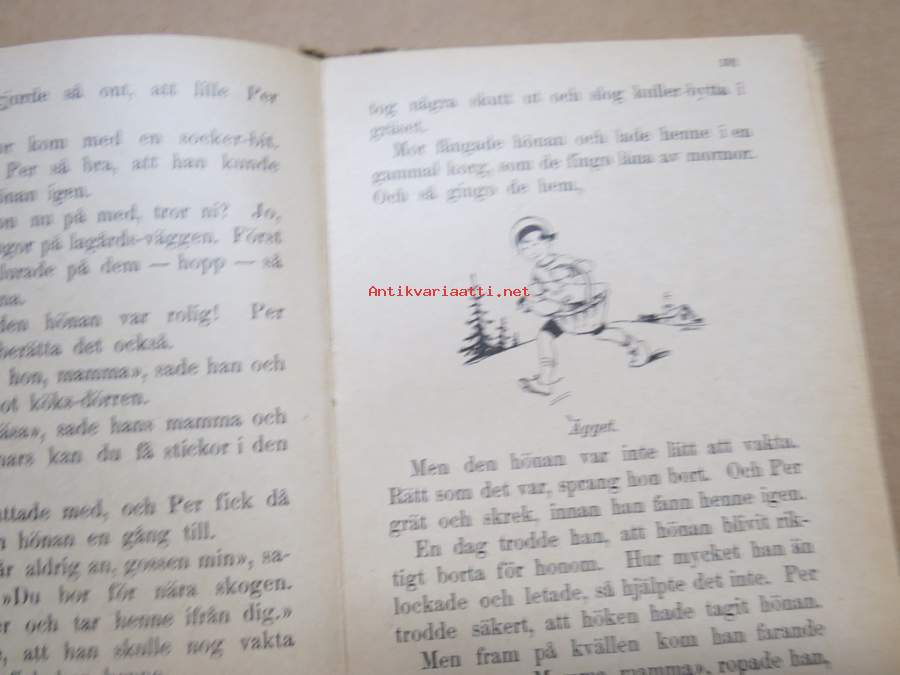 gjorde så ont, att lille Per
kom med en socker-bit,
Per så bra, att han kunde
hönan igen.
nu på med, tror ni? Jo,
på lagårds-väggen. Först
på dem — hopp — så
den hönan var rolig! Per
berätta det också.
hon, mamma», sade han och
köks-dörren.
sade hans mamma och
kan du få stickor i den
med, och Per fick då
hönan en gång till.
aldrig an, gossen min», sa-
»Du bor för nära skogen.
och tar henne ifrån dig.»
att han skulle nog vakta
tog några skutt ut och slog kuller-bytta i
gräset.
Mor fångade hönan och lade henne i en
gammal korg, som de fingo låna av mormor.
Och så gingo de hem.
Antikvariaatti.net
Ägget.
Men den hönan var inte lätt att vakta.
Rätt som det var, sprang hon bort. Och Per
grät och skrek, innan han fann henne igen.
En dag trodde han, att hönan blivit rik-
tigt borta för honom. Hur mycket han än
lockade och letade, så hjälpte det inte. Per
trodde säkert, att höken hade tagit hönan.
Men fram på kvällen kom han farande
mamma», ropade han,